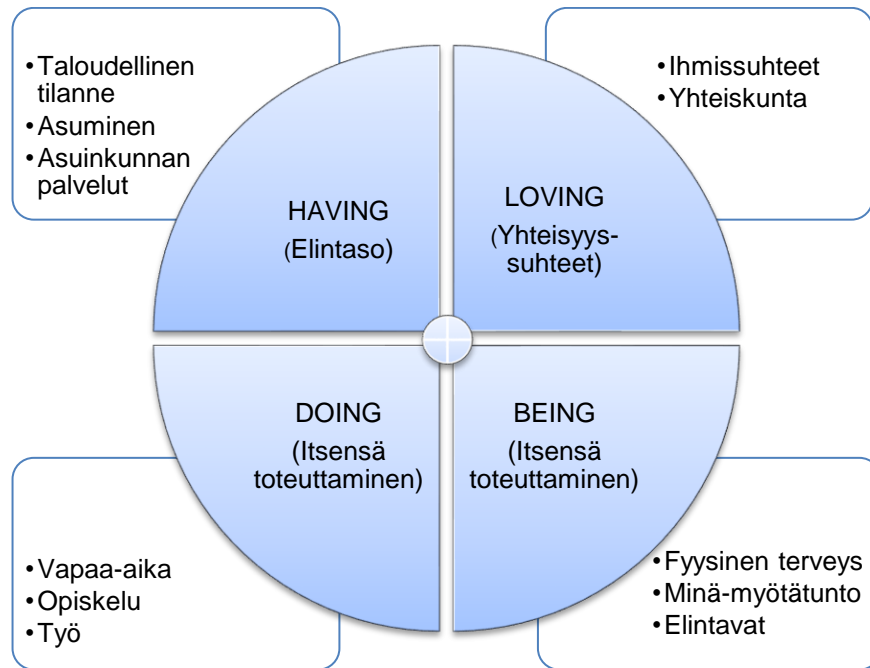 •Taloudellinen
tilanne
•Asuminen
•Asuinkunnan
palvelut
HAVING
(Elintaso)
•Ihmissuhteet
•Yhteiskunta
LOVING
(Yhteisyys-
suhteet)
DOING
(Itsensä
toteuttaminen)
•Vapaa-aika
•Opiskelu
•Työ
BEING
(Itsensä
toteuttaminen)
•Fyysinen terveys
•Minä-myötätunto
•Elintavat